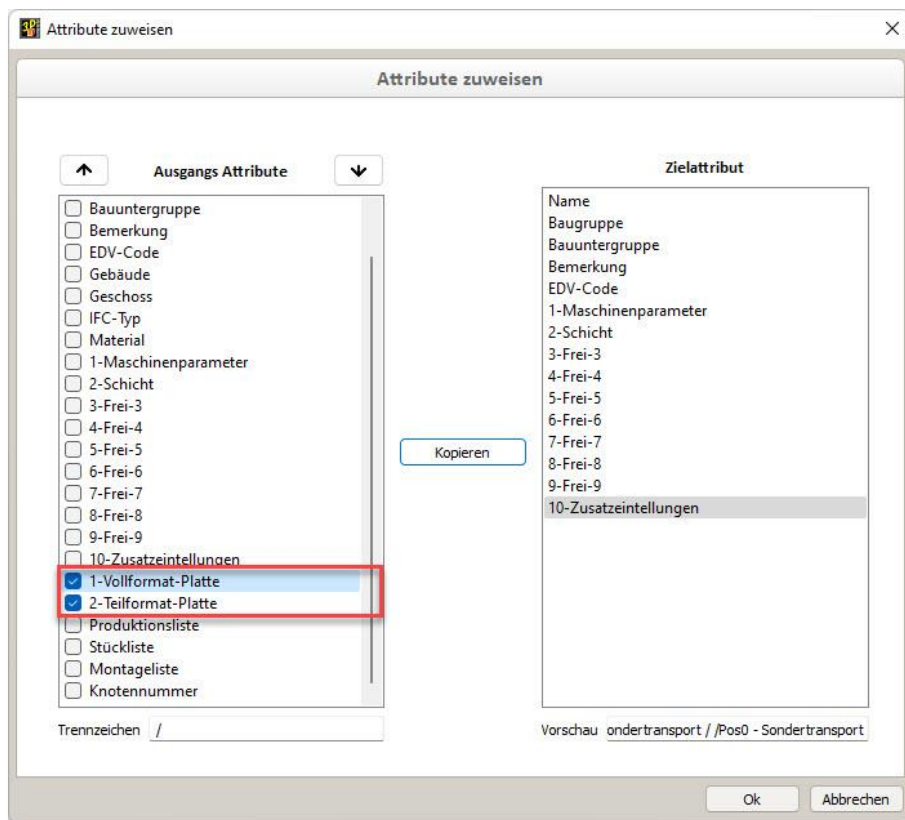 Attribute zuweisen
Attribute zuweisen
Ausgangs Attribute
Bauuntergruppe
Bemerkung
EDV-Code
Gebäude
Geschoss
IFC-Typ
Material
1-Maschinenparameter
2-Schicht
3-Frei-3
4-Frei-4
5-Frei-5
6-Frei-6
7-Frei-7
8-Frei-8
9-Frei-9
10-Zusatzeintellungen
1-Vollformat-Platte
2-Teilformat-Platte
Produktionsliste
Stückliste
Montageliste
Knotennummer
Trennzeichen /
Kopieren
Zielattribut
Name
Baugruppe
Bauuntergruppe
Bemerkung
EDV-Code
1-Maschinenparameter
2-Schicht
3-Frei-3
4-Frei-4
5-Frei-5
6-Frei-6
7-Frei-7
8-Frei-8
9-Frei-9
10-Zusatzeintellungen
Vorschau ondertransport / /Pos0 - Sondertransport
Ok Abbrechen